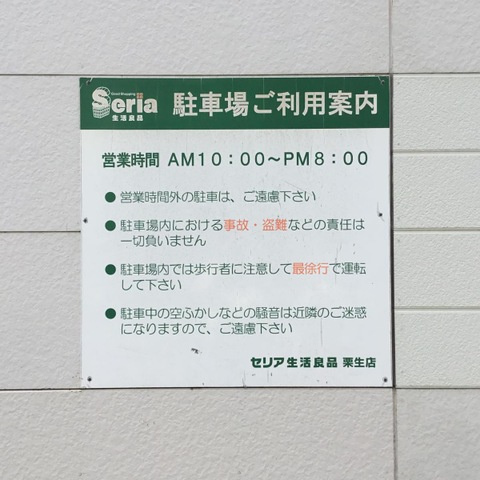 Good Shopping
Seria
生活良品
駐車場ご利用案内
営業時間 AM10：00～PM8：00
● 営業時間外の駐車は、ご遠慮下さい
● 駐車場内における事故・盗難などの責任は
一切負いません
● 駐車場内では歩行者に注意して最徐行で運転
して下さい
● 駐車中の空ふかしなどの騒音は近隣のご迷惑
になりますので、ご遠慮下さい
セリア生活良品 栗生店